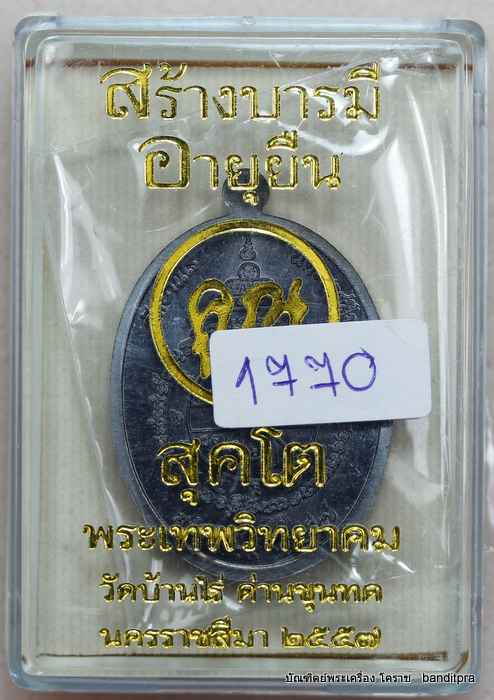 สร้างบารมี
อายุยืน
คูณ
1770
สุคโต
พระเทพวิทยาคม
วัดบ้านไร่ ด่านขุนทด
นครราชสีมา ๒๕๕๗
บัณฑิตย์พระเครื่อง โคราช banditpra